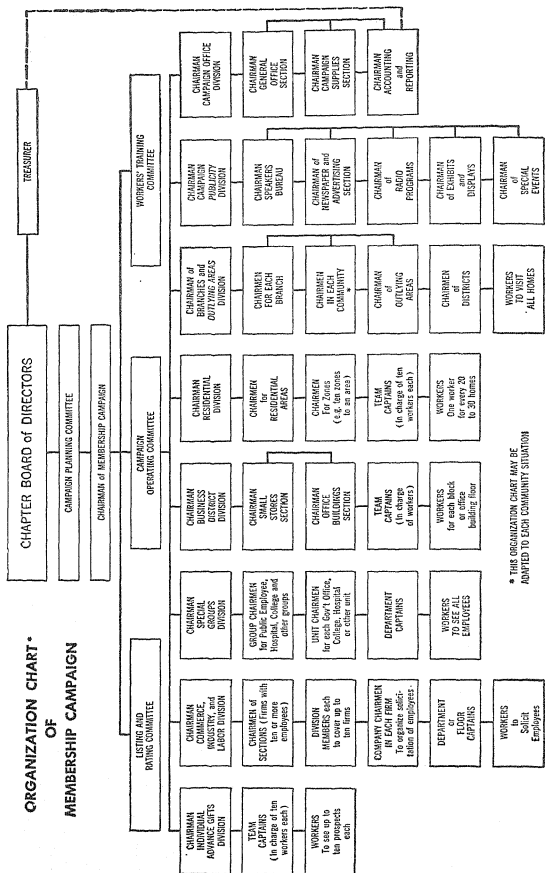 ORGANIZATION CHART *
OF
MEMBERSHIP CAMPAIGN
CHAPTER BOARD of DIRECTORS
TREASURER
CAMPAIGN PLANNING COMMITTEE
CHAIRMAN of MEMBERSHIP CAMPAIGN
LISTING AND
RATING COMMITTEE
CAMPAIGN
OPERATING COMMITTEE
WORKERS' TRAINING
COMMITTEE
CHAIRMAN
INDIVIDUAL
ADVANCE GIFTS
DIVISION
TEAM
CAPTAINS
(In charge of ten
workers each)
WORKERS
To see up to
ten prospects
each
CHAIRMAN
COMMERCE,
INDUSTRY, and
LABOR DIVISION
CHAIRMEN of
SECTIONS (Firms with
ten or more
employees)
DIVISION
MEMBERS each
to cover up to
ten firms
COMPANY CHAIRMEN
IN EACH FIRM
To organize solici-
tation of employees-
DEPARTMENT
or
FLOOR
CAPTAINS
WORKERS
to
Solicit
Employees
CHAIRMAN
SPECIAL
GROUPS
DIVISION
GROUP CHAIRMEN
for Public Employee,
Hospital, College and
other groups
UNIT CHAIRMEN
for each Gov't Office,
College, Hospital
or other unit
DEPARTMENT
CAPTAINS
WORKERS
TO SEE ALL
EMPLOYEES
CHAIRMAN
BUSINESS
DISTRICT
DIVISION
CHAIRMAN
SMALL
STORES
SECTION
CHAIRMAN
OFFICE
BUILDINGS
SECTION
TEAM
CAPTAINS
(In charge
of workers)
WORKERS
for each block
or office
building floor
CHAIRMAN
RESIDENTIAL
DIVISION
CHAIRMEN
for
RESIDENTIAL
AREAS
CHAIRMEN
For Zones
(e.g. ten zones
to an area)
TEAM
CAPTAINS
(In charge of ten
workers each)
WORKERS
One worker
for every 20
to 30 homes
CHAIRMAN of
BRANCHES and
OUTLYING AREAS
DIVISION
CHAIRMEN
FOR EACH
BRANCH
CHAIRMEN
IN EACH
COMMUNITY
*
CHAIRMAN
of
OUTLYING
AREAS
CHAIRMEN
of
DISTRICTS
WORKERS
TO VISIT
ALL HOMES
CHAIRMAN
CAMPAIGN
PUBLICITY
DIVISION
CHAIRMAN
SPEAKERS
BUREAU
CHAIRMAN of
NEWSPAPER and
ADVERTISING
SECTION
CHAIRMAN
of
RADIO
PROGRAMS
CHAIRMAN
of EXHIBITS
and
DISPLAYS
CHAIRMAN
of
SPECIAL
EVENTS
CHAIRMAN
CAMPAIGN OFFICE
DIVISION
CHAIRMAN
GENERAL
OFFICE
SECTION
CHAIRMAN
CAMPAIGN
SUPPLIES
SECTION
CHAIRMAN
ACCOUNTING
and
REPORTING
* THIS ORGANIZATION CHART MAY BE
ADAPTED TO EACH COMMUNITY SITUATION